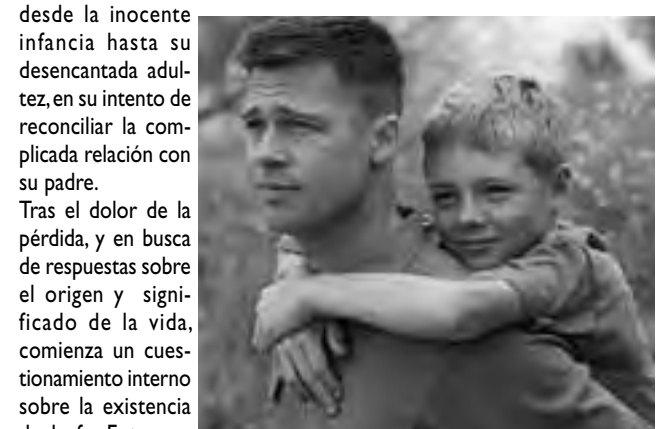 desde la inocente
infancia hasta su
desencantada adul-
tez, en su intento de
reconciliar la com-
plicada relación con
su padre.
Tras el dolor de la
pérdida, y en busca
de respuestas sobre
el origen y signi-
ficado de la vida,
comienza un cues-
tionamiento interno
sobre la existencia